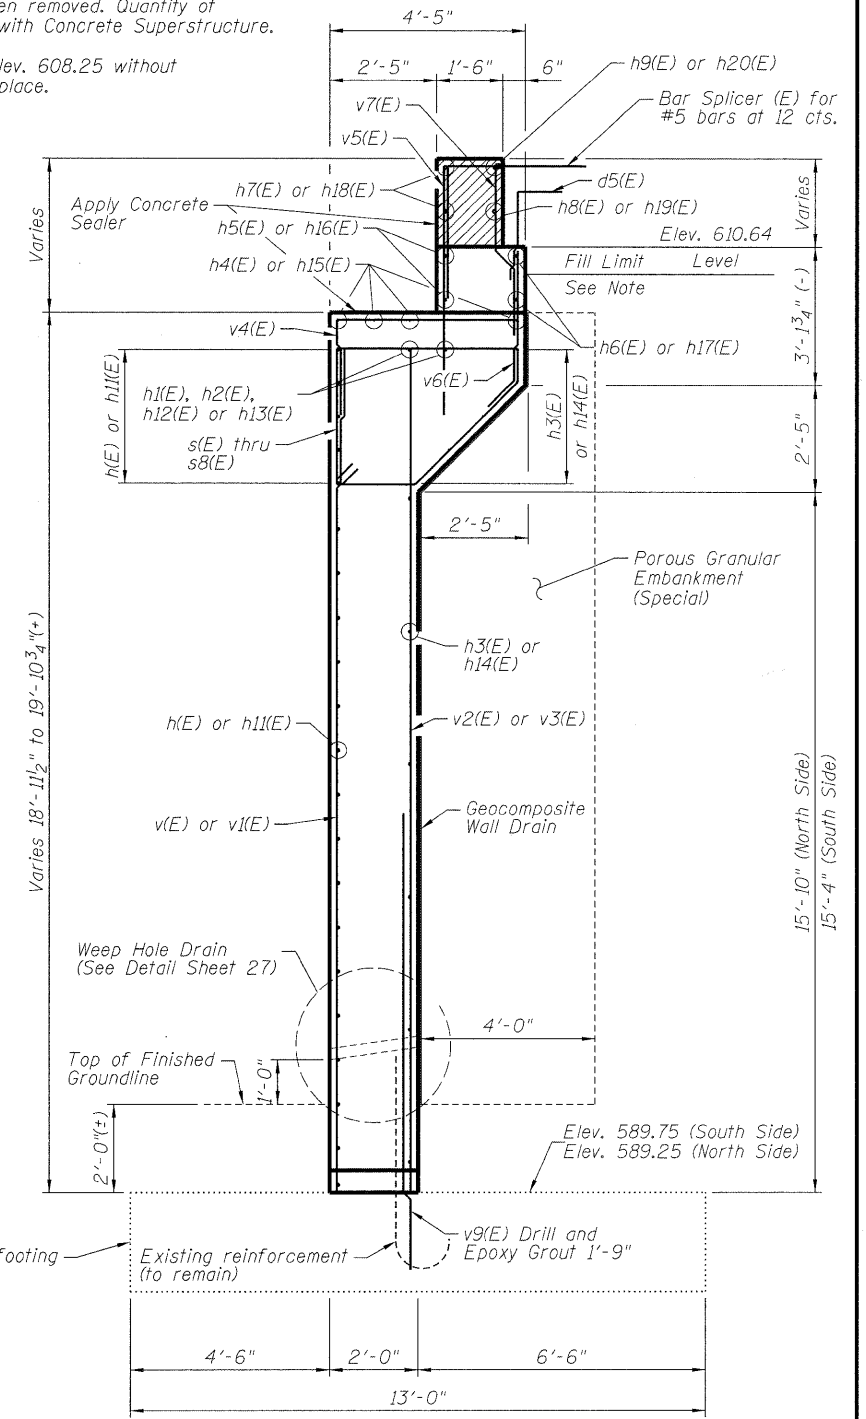 en removed. Quantity of
with Concrete Superstructure.
lev. 608.25 without
place.
4'-5"
2'-5"
1'-6"
6"
h9(E) or h20(E)
v7(E)
Bar Splicer (E) for
#5 bars at 12 cts.
v5(E)
d5(E)
h7(E) or h18(E)
Varies
Apply Concrete
Sealer
h8(E) or h19(E)
Varies
h5(E) or h16(E)
Elev. 610.64
h4(E) or h15(E)
Fill Limit Level
See Note
3'-1¾" (-)
v4(E)
h6(E) or h17(E)
h(E) or h11(E)
h1(E), h2(E),
h12(E) or h13(E)
v6(E)
h3(E)
or h14(E)
s(E) thru
s8(E)
2'-5"
2'-5"
Porous Granular
Embankment
(Special)
Varies 18'-11½" to 19'-10¾"(+)
h3(E) or
h14(E)
h(E) or h11(E)
v2(E) or v3(E)
v(E) or v1(E)
Geocomposite
Wall Drain
15'-10" (North Side)
15'-4" (South Side)
Weep Hole Drain
(See Detail Sheet 27)
4'-0"
Top of Finished
Groundline
1'-0"
2'-0"(±)
Elev. 589.75 (South Side)
Elev. 589.25 (North Side)
footing
Existing reinforcement
(to remain)
v9(E) Drill and
Epoxy Grout 1'-9"
4'-6"
2'-0"
6'-6"
13'-0"